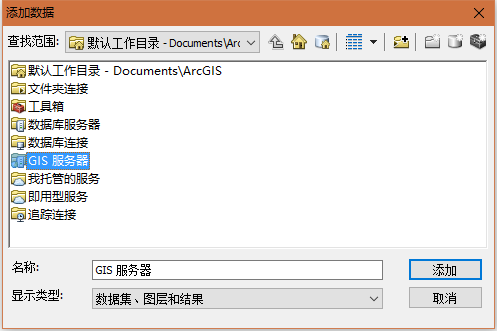 添加数据
查找范围: 默认工作目录 - Documents\Arc
默认工作目录 - Documents\ArcGIS
文件夹连接
工具箱
数据库服务器
数据库连接
GIS 服务器
我托管的服务
即用型服务
追踪连接
名称: GIS 服务器 添加
显示类型: 数据集、图层和结果 取消